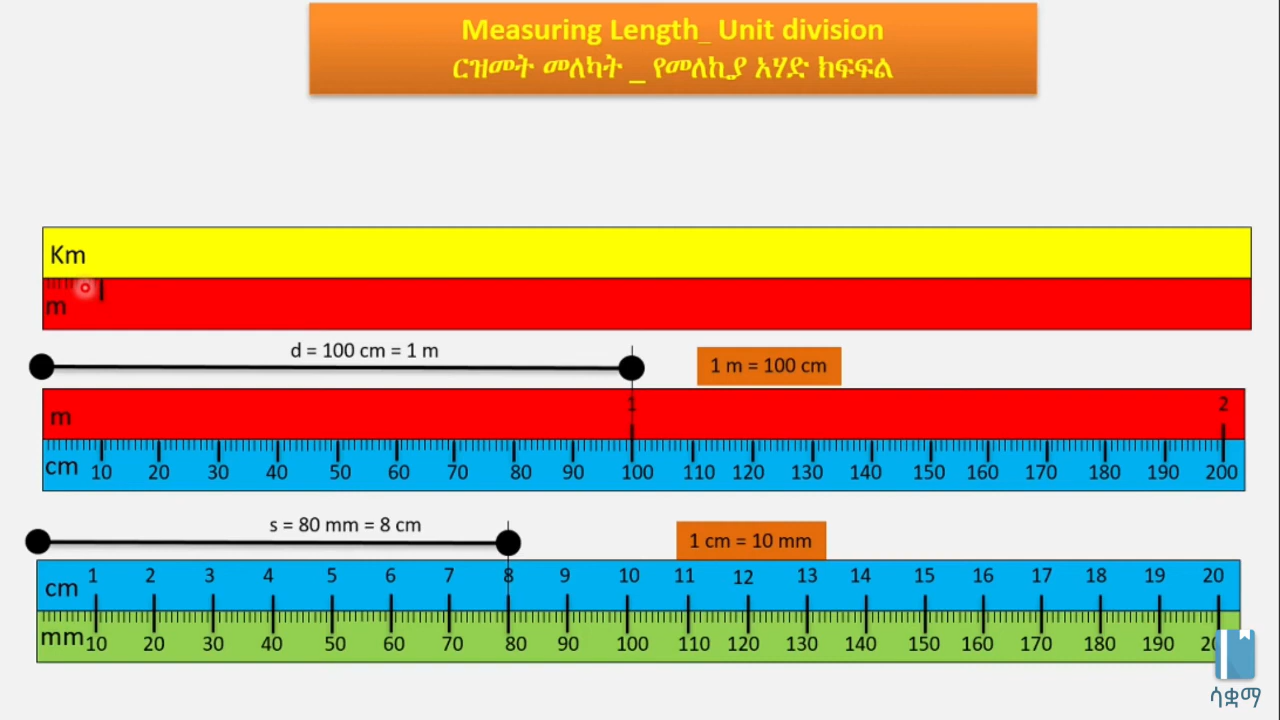 Measuring Length_ Unit division
ርዝመት መለካት _ የመለኪያ አሃድ ክፍፍል
Km
m
d = 100 cm = 1 m
1 m = 100 cm
m 1 2
cm 10 20 30 40 50 60 70 80 90 100 110 120 130 140 150 160 170 180 190 200
s = 80 mm = 8 cm
1 cm = 10 mm
cm 1 2 3 4 5 6 7 8 9 10 11 12 13 14 15 16 17 18 19 20
mm 10 20 30 40 50 60 70 80 90 100 110 120 130 140 150 160 170 180 190
ሳቋማ